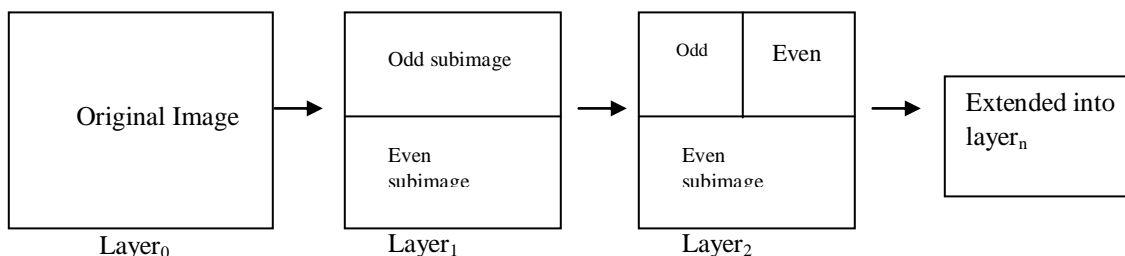 Original Image
Layer₀
Odd subimage
Even
subimage
Layer₁
Odd
Even
Even
subimage
Layer₂
Extended into
layerₙ